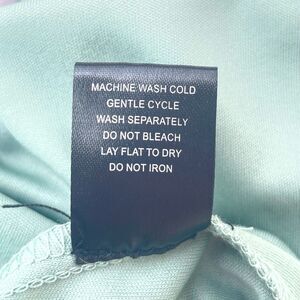 MACHINE WASH COLD
GENTLE CYCLE
WASH SEPARATELY
DO NOT BLEACH
LAY FLAT TO DRY
DO NOT IRON